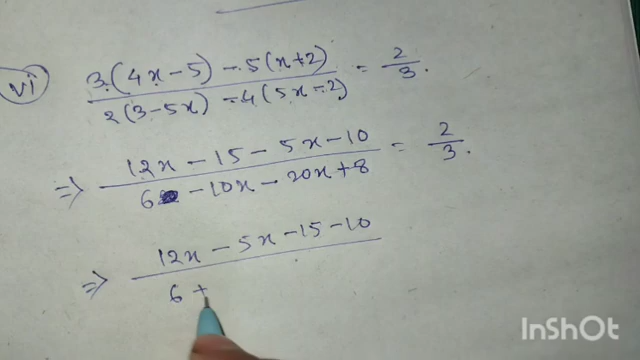 vi (3(4x-5) - 5(x+2))/(2(3-5x) - 4(5x-2)) = 2/3.
⇒ (12x - 15 - 5x - 10)/(6 - 10x - 20x + 8) = 2/3.
⇒ (12x - 5x - 15 - 10)/(6 +
InShOt